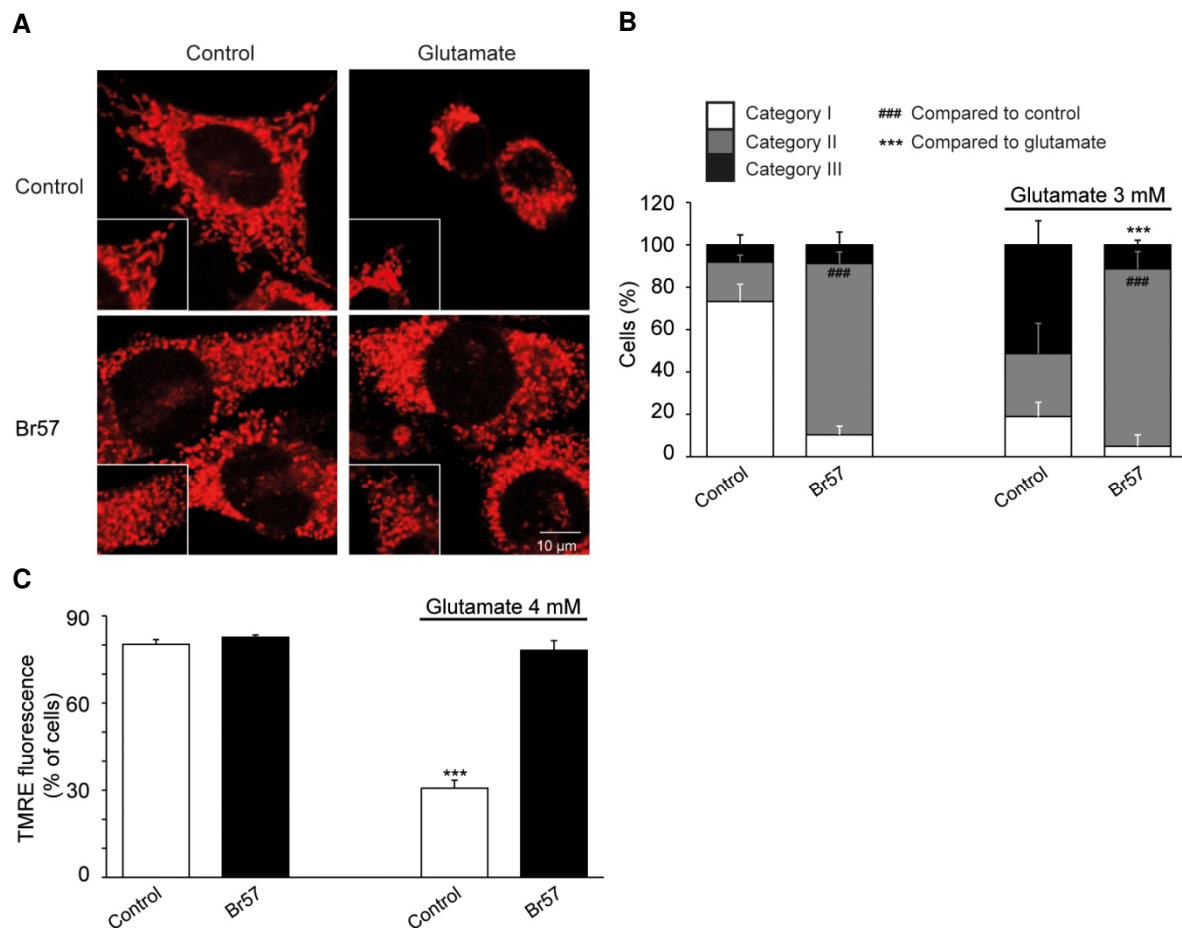 A
Control
Glutamate
Control
Br57
10 µm
B
Category I
Category II
Category III
### Compared to control
*** Compared to glutamate
Glutamate 3 mM
120
100
80
60
40
20
0
Cells (%)
***
###
###
Control
Br57
Control
Br57
C
Glutamate 4 mM
90
60
30
0
TMRE fluorescence
(% of cells)
***
Control
Br57
Control
Br57